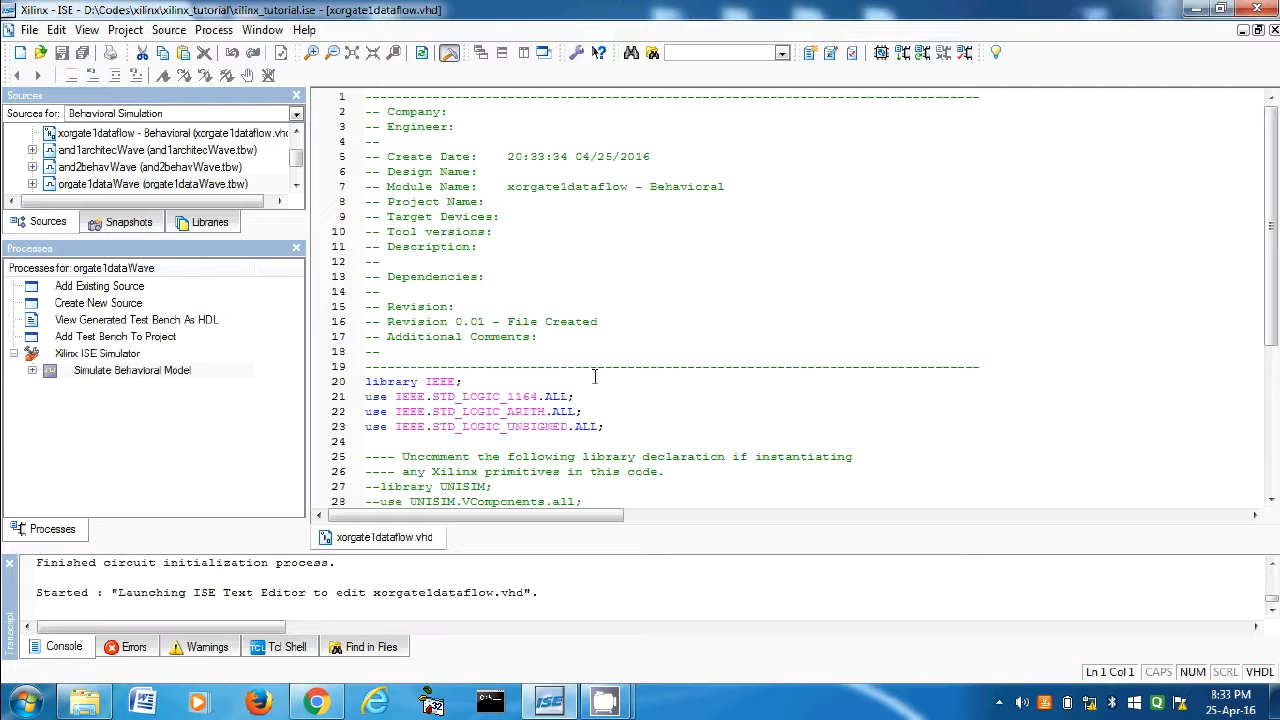 Xilinx - ISE - D:\Codes\xilinx\xilinx_tutorial\xilinx_tutorial.ise - [xorgate1dataflow.vhd]
File Edit View Project Source Process Window Help
Sources
Sources for: Behavioral Simulation
xorgate1dataflow - Behavioral (xorgate1dataflow.vhd
and1architecWave (and1architecWave.tbw)
and2behavWave (and2behavWave.tbw)
orgate1dataWave (orgate1dataWave.tbw)
Sources Snapshots Libraries
Processes
Processes for: orgate1dataWave
Add Existing Source
Create New Source
View Generated Test Bench As HDL
Add Test Bench To Project
Xilinx ISE Simulator
Simulate Behavioral Model
Processes
1 --------------------------------------------------------------------------------
2 -- Company:
3 -- Engineer:
4 --
5 -- Create Date: 20:33:34 04/25/2016
6 -- Design Name:
7 -- Module Name: xorgate1dataflow - Behavioral
8 -- Project Name:
9 -- Target Devices:
10 -- Tool versions:
11 -- Description:
12 --
13 -- Dependencies:
14 --
15 -- Revision:
16 -- Revision 0.01 - File Created
17 -- Additional Comments:
18 --
19 --------------------------------------------------------------------------------
20 library IEEE;
21 use IEEE.STD_LOGIC_1164.ALL;
22 use IEEE.STD_LOGIC_ARITH.ALL;
23 use IEEE.STD_LOGIC_UNSIGNED.ALL;
24
25 ---- Uncomment the following library declaration if instantiating
26 ---- any Xilinx primitives in this code.
27 --library UNISIM;
28 --use UNISIM.VComponents.all;
xorgate1dataflow.vhd
Finished circuit initialization process.
Started : "Launching ISE Text Editor to edit xorgate1dataflow.vhd".
Transcript
Console Errors Warnings Tcl Shell Find in Files
Ln 1 Col 1 CAPS NUM SCRL VHDL
ISE
8:33 PM
25-Apr-16